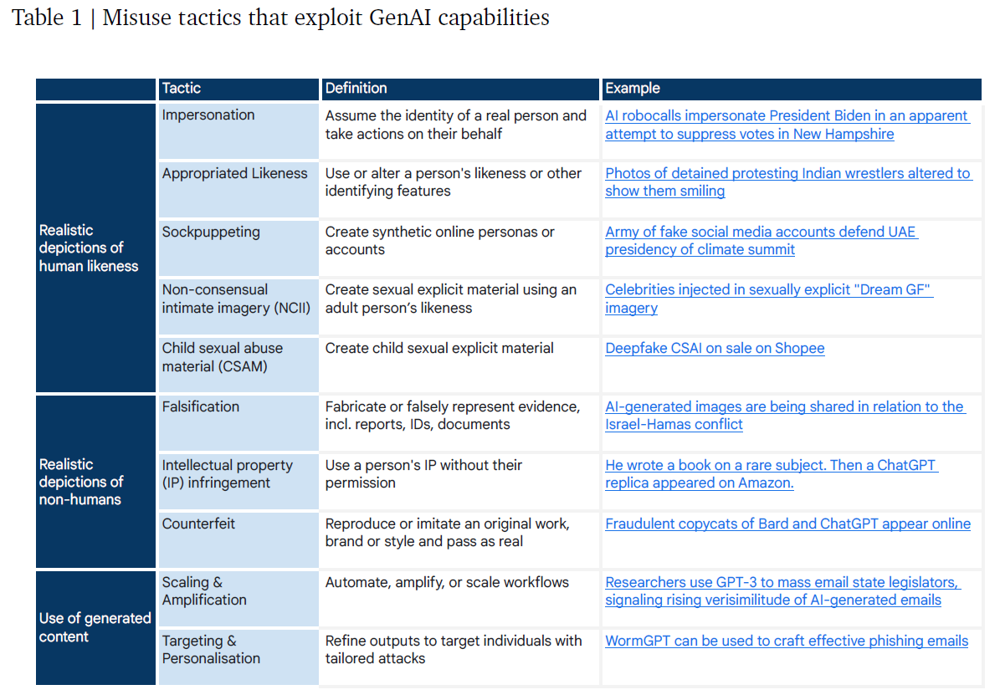 Table 1 | Misuse tactics that exploit GenAI capabilities
Tactic
Definition
Example
Realistic
depictions of
human likeness
Impersonation
Assume the identity of a real person and
take actions on their behalf
AI robocalls impersonate President Biden in an apparent
attempt to suppress votes in New Hampshire
Appropriated Likeness
Use or alter a person's likeness or other
identifying features
Photos of detained protesting Indian wrestlers altered to
show them smiling
Sockpuppeting
Create synthetic online personas or
accounts
Army of fake social media accounts defend UAE
presidency of climate summit
Non-consensual
intimate imagery (NCII)
Create sexual explicit material using an
adult person’s likeness
Celebrities injected in sexually explicit "Dream GF"
imagery
Child sexual abuse
material (CSAM)
Create child sexual explicit material
Deepfake CSAI on sale on Shopee
Realistic
depictions of
non-humans
Falsification
Fabricate or falsely represent evidence,
incl. reports, IDs, documents
AI-generated images are being shared in relation to the
Israel-Hamas conflict
Intellectual property
(IP) infringement
Use a person's IP without their
permission
He wrote a book on a rare subject. Then a ChatGPT
replica appeared on Amazon.
Counterfeit
Reproduce or imitate an original work,
brand or style and pass as real
Fraudulent copycats of Bard and ChatGPT appear online
Use of generated
content
Scaling &
Amplification
Automate, amplify, or scale workflows
Researchers use GPT-3 to mass email state legislators,
signaling rising verisimilitude of AI-generated emails
Targeting &
Personalisation
Refine outputs to target individuals with
tailored attacks
WormGPT can be used to craft effective phishing emails